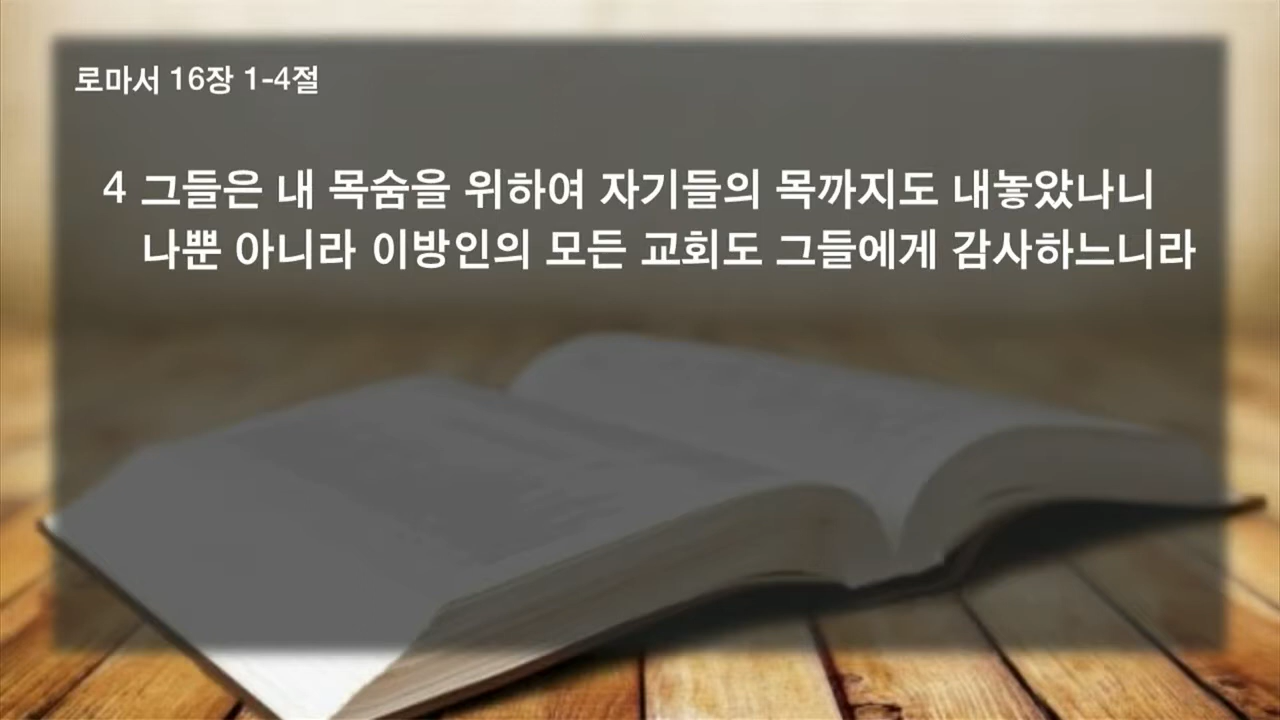 로마서 16장 1-4절
4 그들은 내 목숨을 위하여 자기들의 목까지도 내놓았나니
나뿐 아니라 이방인의 모든 교회도 그들에게 감사하느니라